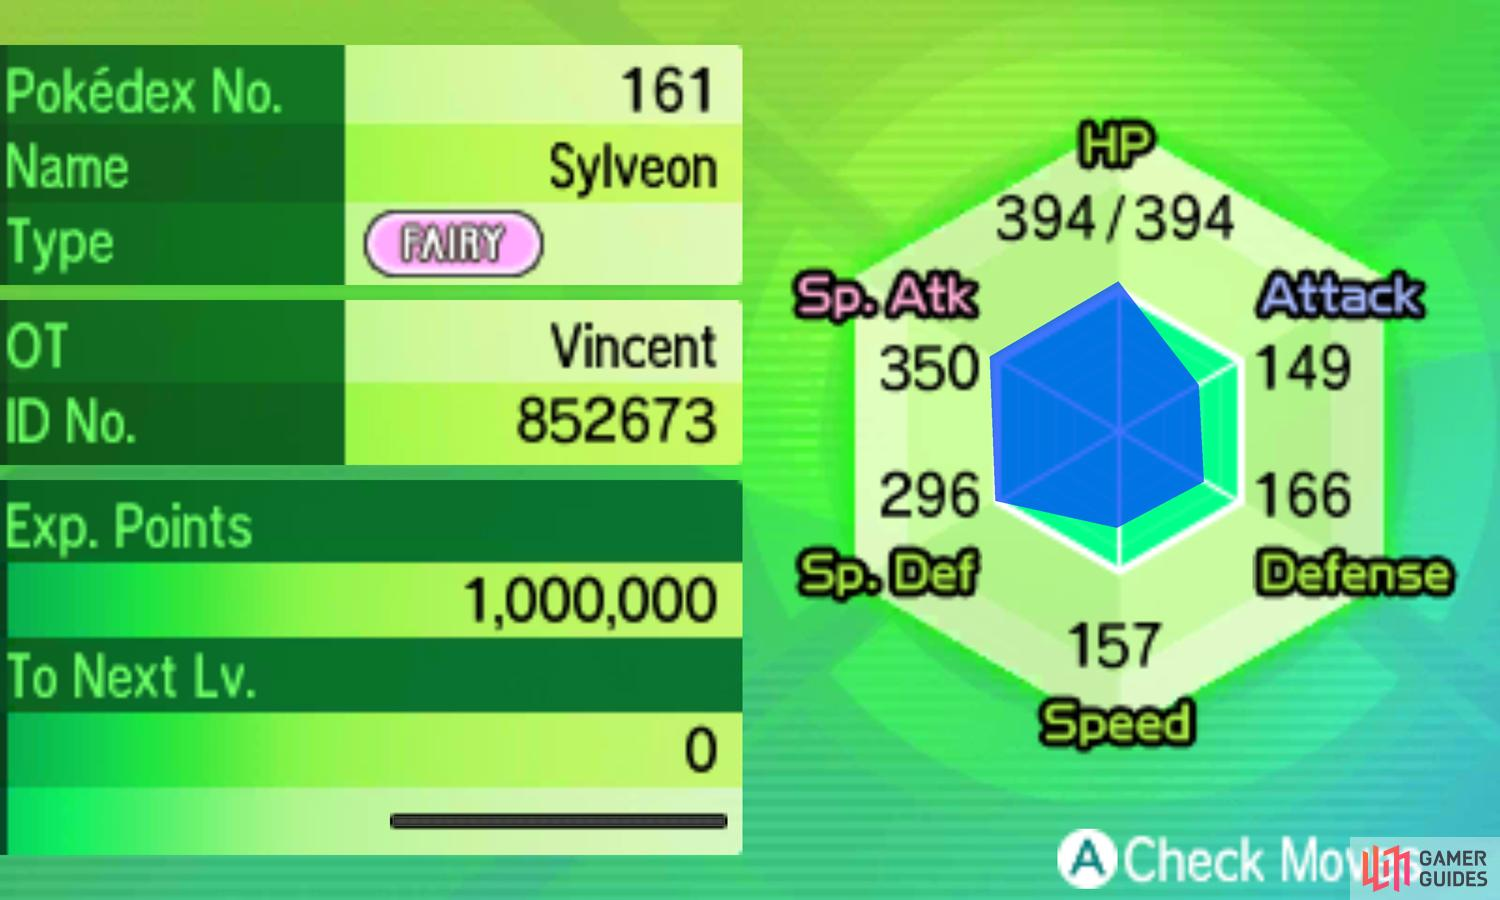 Pokédex No. 161
Name Sylveon
Type FAIRY
OT Vincent
ID No. 852673
Exp. Points
1,000,000
To Next Lv.
0
HP
394/394
Sp. Atk Attack
350 149
296 166
Sp. Def Defense
157
Speed
A Check Mov
GAMER
GUIDES